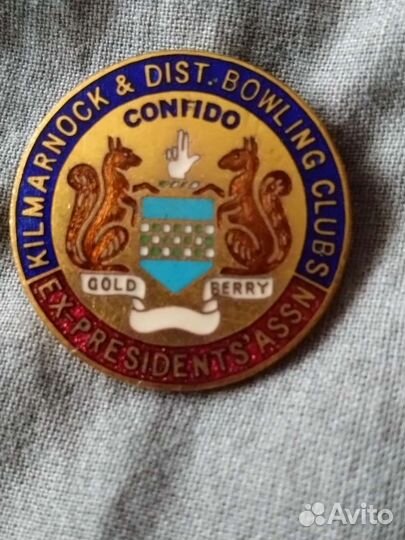 KILMARNOCK & DIST. BOWLING CLUBS
CONFIDO
GOLD BERRY
EX PRESIDENTS' ASSN
Avito